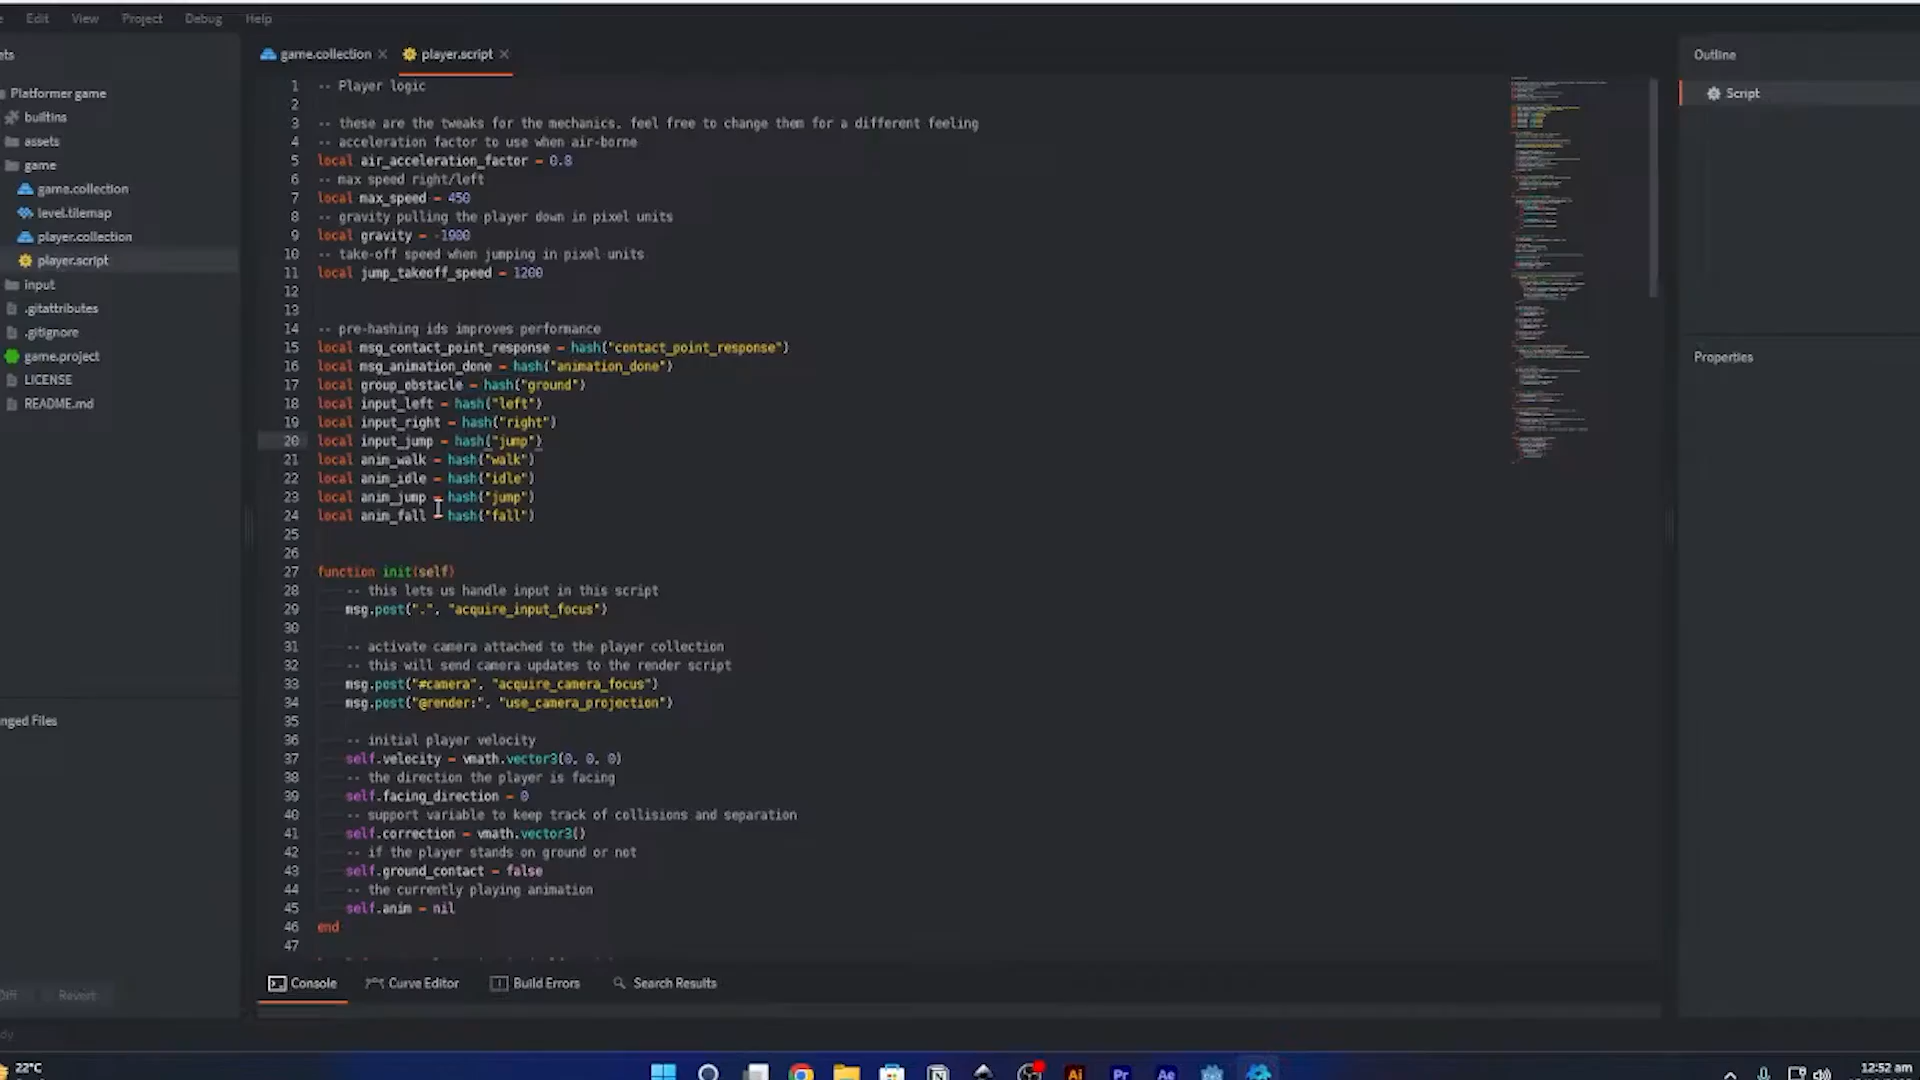 Edit View Project Debug Help
ets
Platformer game
builtins
assets
game
game.collection
level.tilemap
player.collection
player.script
input
.gitattributes
.gitignore
game.project
LICENSE
README.md
nged Files
Diff Revert
dy
game.collection player.script
1 -- Player logic
2
3 -- these are the tweaks for the mechanics. feel free to change them for a different feeling
4 -- acceleration factor to use when air-borne
5 local air_acceleration_factor = 0.8
6 -- max speed right/left
7 local max_speed = 450
8 -- gravity pulling the player down in pixel units
9 local gravity = -1900
10 -- take-off speed when jumping in pixel units
11 local jump_takeoff_speed = 1200
12
13
14 -- pre-hashing ids improves performance
15 local msg_contact_point_response = hash("contact_point_response")
16 local msg_animation_done = hash("animation_done")
17 local group_obstacle = hash("ground")
18 local input_left = hash("left")
19 local input_right = hash("right")
20 local input_jump = hash("jump")
21 local anim_walk = hash("walk")
22 local anim_idle = hash("idle")
23 local anim_jump = hash("jump")
24 local anim_fall = hash("fall")
25
26
27 function init(self)
28 -- this lets us handle input in this script
29 msg.post(".", "acquire_input_focus")
30
31 -- activate camera attached to the player collection
32 -- this will send camera updates to the render script
33 msg.post("#camera", "acquire_camera_focus")
34 msg.post("@render:", "use_camera_projection")
35
36 -- initial player velocity
37 self.velocity = vmath.vector3(0, 0, 0)
38 -- the direction the player is facing
39 self.facing_direction = 0
40 -- support variable to keep track of collisions and separation
41 self.correction = vmath.vector3()
42 -- if the player stands on ground or not
43 self.ground_contact = false
44 -- the currently playing animation
45 self.anim = nil
46 end
47
Console Curve Editor Build Errors Search Results
Outline
Script
Properties
22°C
Ai Pr Ae
12:52 am